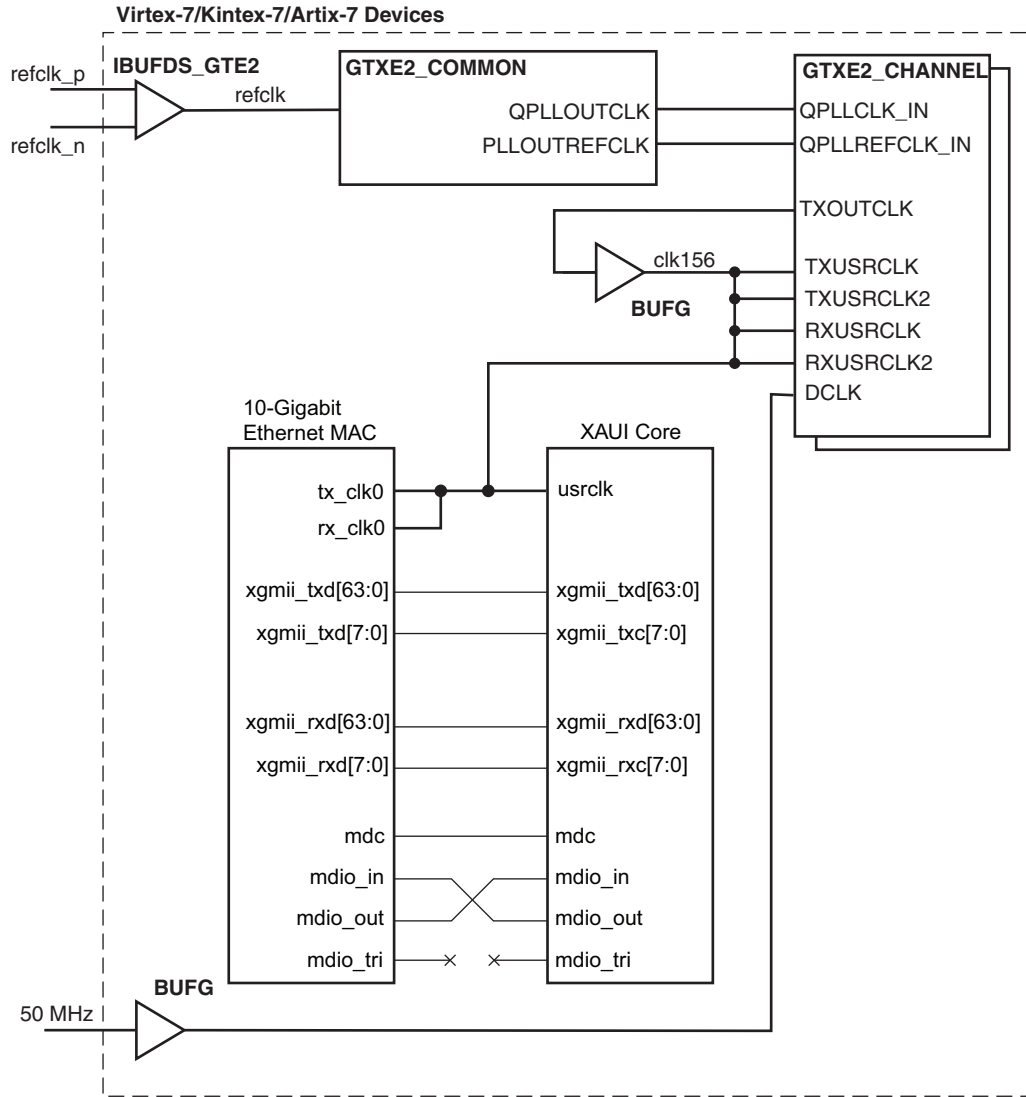 Virtex-7/Kintex-7/Artix-7 Devices
IBUFDS_GTE2
refclk_p
refclk
refclk_n
GTXE2_COMMON
QPLLOUTCLK
PLLOUTREFCLK
GTXE2_CHANNEL
QPLLCLK_IN
QPLLREFCLK_IN
TXOUTCLK
clk156
BUFG
TXUSRCLK
TXUSRCLK2
RXUSRCLK
RXUSRCLK2
DCLK
10-Gigabit
Ethernet MAC
tx_clk0
rx_clk0
xgmii_txd[63:0]
xgmii_txd[7:0]
xgmii_rxd[63:0]
xgmii_rxd[7:0]
mdc
mdio_in
mdio_out
mdio_tri
XAUI Core
usrclk
xgmii_txd[63:0]
xgmii_txc[7:0]
xgmii_rxd[63:0]
xgmii_rxc[7:0]
mdc
mdio_in
mdio_out
mdio_tri
BUFG
50 MHz